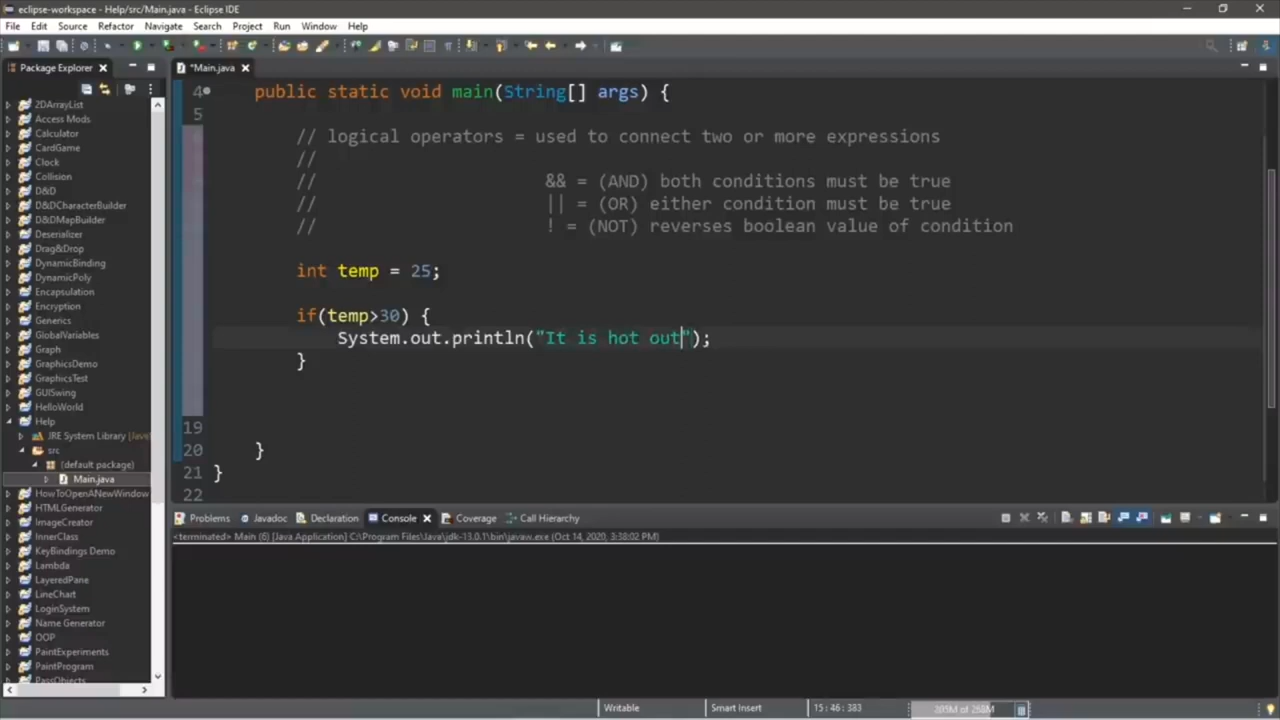 eclipse-workspace - Help/src/Main.java - Eclipse IDE
File Edit Source Refactor Navigate Search Project Run Window Help
Package Explorer
*Main.java
2DArrayList
Access Mods
Calculator
CardGame
Clock
Collision
D&D
D&DCharacterBuilder
D&DMapBuilder
Deserializer
Drag&Drop
DynamicBinding
DynamicPoly
Encapsulation
Encryption
Generics
GlobalVariables
Graph
GraphicsDemo
GraphicsTest
GUISwing
HelloWorld
Help
JRE System Library [Java
src
(default package)
Main.java
HowToOpenANewWindow
HTMLGenerator
ImageCreator
InnerClass
KeyBindings Demo
Lambda
LayeredPane
LineChart
LoginSystem
Name Generator
OOP
PaintExperiments
PaintProgram
PassObjects
4 public static void main(String[] args) {
5
// logical operators = used to connect two or more expressions
//
// && = (AND) both conditions must be true
// || = (OR) either condition must be true
// ! = (NOT) reverses boolean value of condition
int temp = 25;
if(temp>30) {
System.out.println("It is hot out");
}
19
20 }
21 }
22
Problems Javadoc Declaration Console Coverage Call Hierarchy
<terminated> Main (6) [Java Application] C:\Program Files\Java\jdk-13.0.1\bin\javaw.exe (Oct 14, 2020, 3:38:02 PM)
Writable Smart Insert 15 : 46 : 383